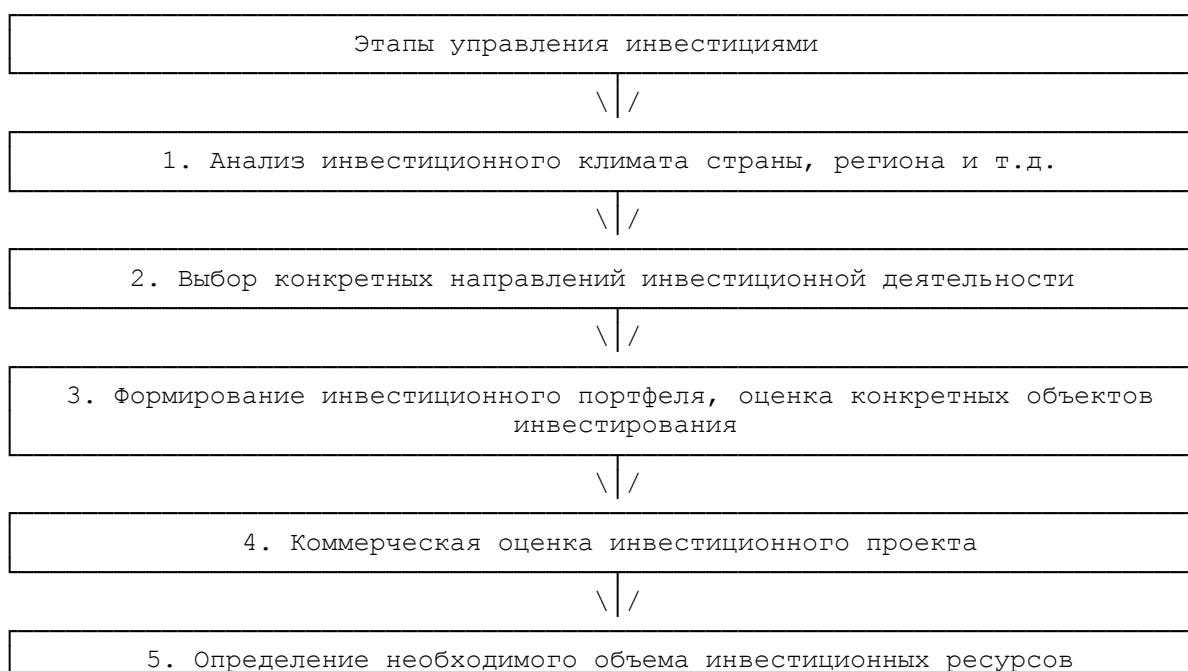 Этапы управления инвестициями
1. Анализ инвестиционного климата страны, региона и т.д.
2. Выбор конкретных направлений инвестиционной деятельности
3. Формирование инвестиционного портфеля, оценка конкретных объектов
инвестирования
4. Коммерческая оценка инвестиционного проекта
5. Определение необходимого объема инвестиционных ресурсов